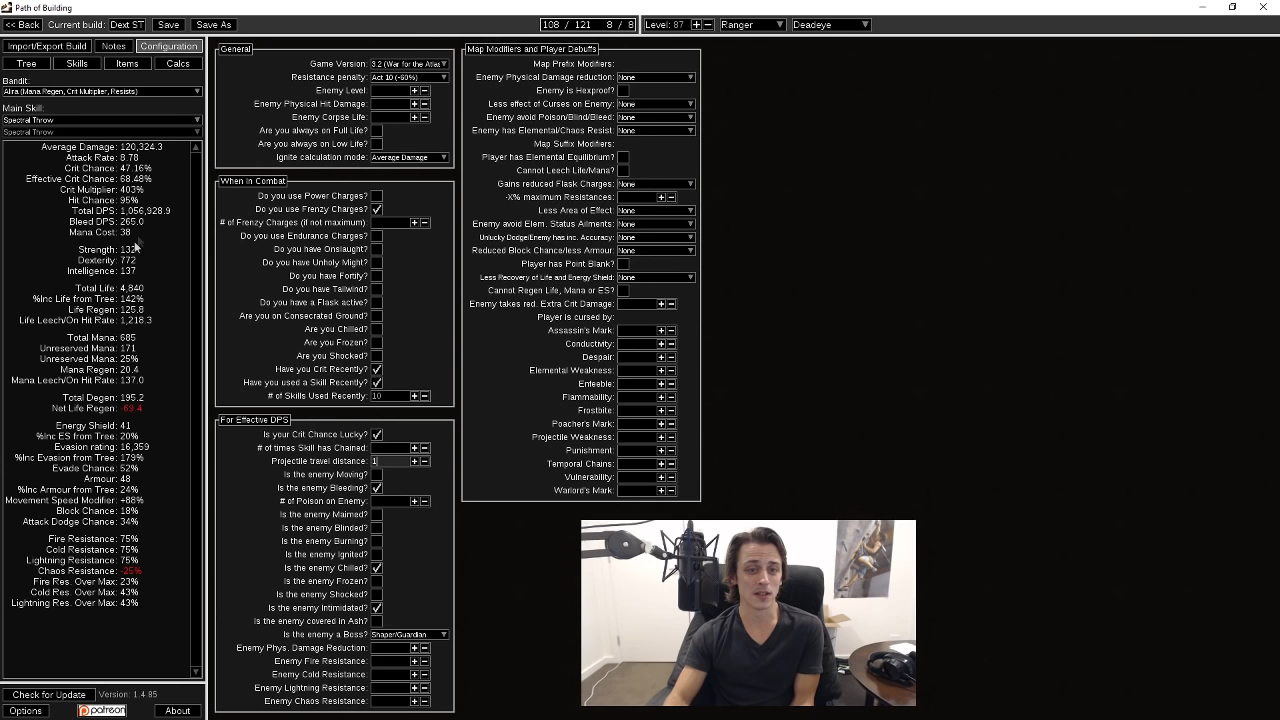 Path of Building
<< Back
Current build: Dext ST
Save
Save As
108 / 121   8 / 8
Level: 87
Ranger
Deadeye
Import/Export Build
Notes
Configuration
Tree
Skills
Items
Calcs
Bandit:
Alira (Mana Regen, Crit Multiplier, Resists)
Main Skill:
Spectral Throw
Spectral Throw
Average Damage: 120,324.3
Attack Rate: 8.78
Crit Chance: 47.16%
Effective Crit Chance: 68.48%
Crit Multiplier: 403%
Hit Chance: 95%
Total DPS: 1,056,928.9
Bleed DPS: 265.0
Mana Cost: 38
Strength: 132
Dexterity: 772
Intelligence: 137
Total Life: 4,840
%Inc Life from Tree: 142%
Life Regen: 125.8
Life Leech/On Hit Rate: 1,218.3
Total Mana: 685
Unreserved Mana: 171
Unreserved Mana: 25%
Mana Regen: 20.4
Mana Leech/On Hit Rate: 137.0
Total Degen: 195.2
Net Life Regen: -69.4
Energy Shield: 41
%Inc ES from Tree: 20%
Evasion rating: 16,359
%Inc Evasion from Tree: 179%
Evade Chance: 52%
Armour: 48
%Inc Armour from Tree: 24%
Movement Speed Modifier: +88%
Block Chance: 18%
Attack Dodge Chance: 34%
Fire Resistance: 75%
Cold Resistance: 75%
Lightning Resistance: 75%
Chaos Resistance: -25%
Fire Res. Over Max: 23%
Cold Res. Over Max: 43%
Lightning Res. Over Max: 43%
Check for Update
Version: 1.4.85
Options
patreon
About
General
Game Version: 3.2 (War for the Atlas
Resistance penalty: Act 10 (-60%)
Enemy Level:
Enemy Physical Hit Damage:
Enemy Corpse Life:
Are you always on Full Life?
Are you always on Low Life?
Ignite calculation mode: Average Damage
When In Combat
Do you use Power Charges?
Do you use Frenzy Charges?
# of Frenzy Charges (if not maximum):
Do you use Endurance Charges?
Do you have Onslaught?
Do you have Unholy Might?
Do you have Fortify?
Do you have Tailwind?
Do you have a Flask active?
Are you on Consecrated Ground?
Are you Chilled?
Are you Frozen?
Are you Shocked?
Have you Crit Recently?
Have you used a Skill Recently?
# of Skills Used Recently: 10
For Effective DPS
Is your Crit Chance Lucky?
# of times Skill has Chained:
Projectile travel distance: 1
Is the enemy Moving?
Is the enemy Bleeding?
# of Poison on Enemy:
Is the enemy Maimed?
Is the enemy Blinded?
Is the enemy Burning?
Is the enemy Ignited?
Is the enemy Chilled?
Is the enemy Frozen?
Is the enemy Shocked?
Is the enemy Intimidated?
Is the enemy covered in Ash?
Is the enemy a Boss? Shaper/Guardian
Enemy Phys. Damage Reduction:
Enemy Fire Resistance:
Enemy Cold Resistance:
Enemy Lightning Resistance:
Enemy Chaos Resistance:
Map Modifiers and Player Debuffs
Map Prefix Modifiers:
Enemy Physical Damage reduction: None
Enemy is Hexproof?
Less effect of Curses on Enemy: None
Enemy avoid Poison/Blind/Bleed: None
Enemy has Elemental/Chaos Resist: None
Map Suffix Modifiers:
Player has Elemental Equilibrium?
Cannot Leech Life/Mana?
Gains reduced Flask Charges: None
-X% maximum Resistances:
Less Area of Effect: None
Enemy avoid Elem. Status Ailments: None
Unlucky Dodge/Enemy has inc. Accuracy: None
Reduced Block Chance/less Armour: None
Player has Point Blank?
Less Recovery of Life and Energy Shield: None
Cannot Regen Life, Mana or ES?
Enemy takes red. Extra Crit Damage:
Player is cursed by:
Assassin's Mark:
Conductivity:
Despair:
Elemental Weakness:
Enfeeble:
Flammability:
Frostbite:
Poacher's Mark:
Projectile Weakness:
Punishment:
Temporal Chains:
Vulnerability:
Warlord's Mark: